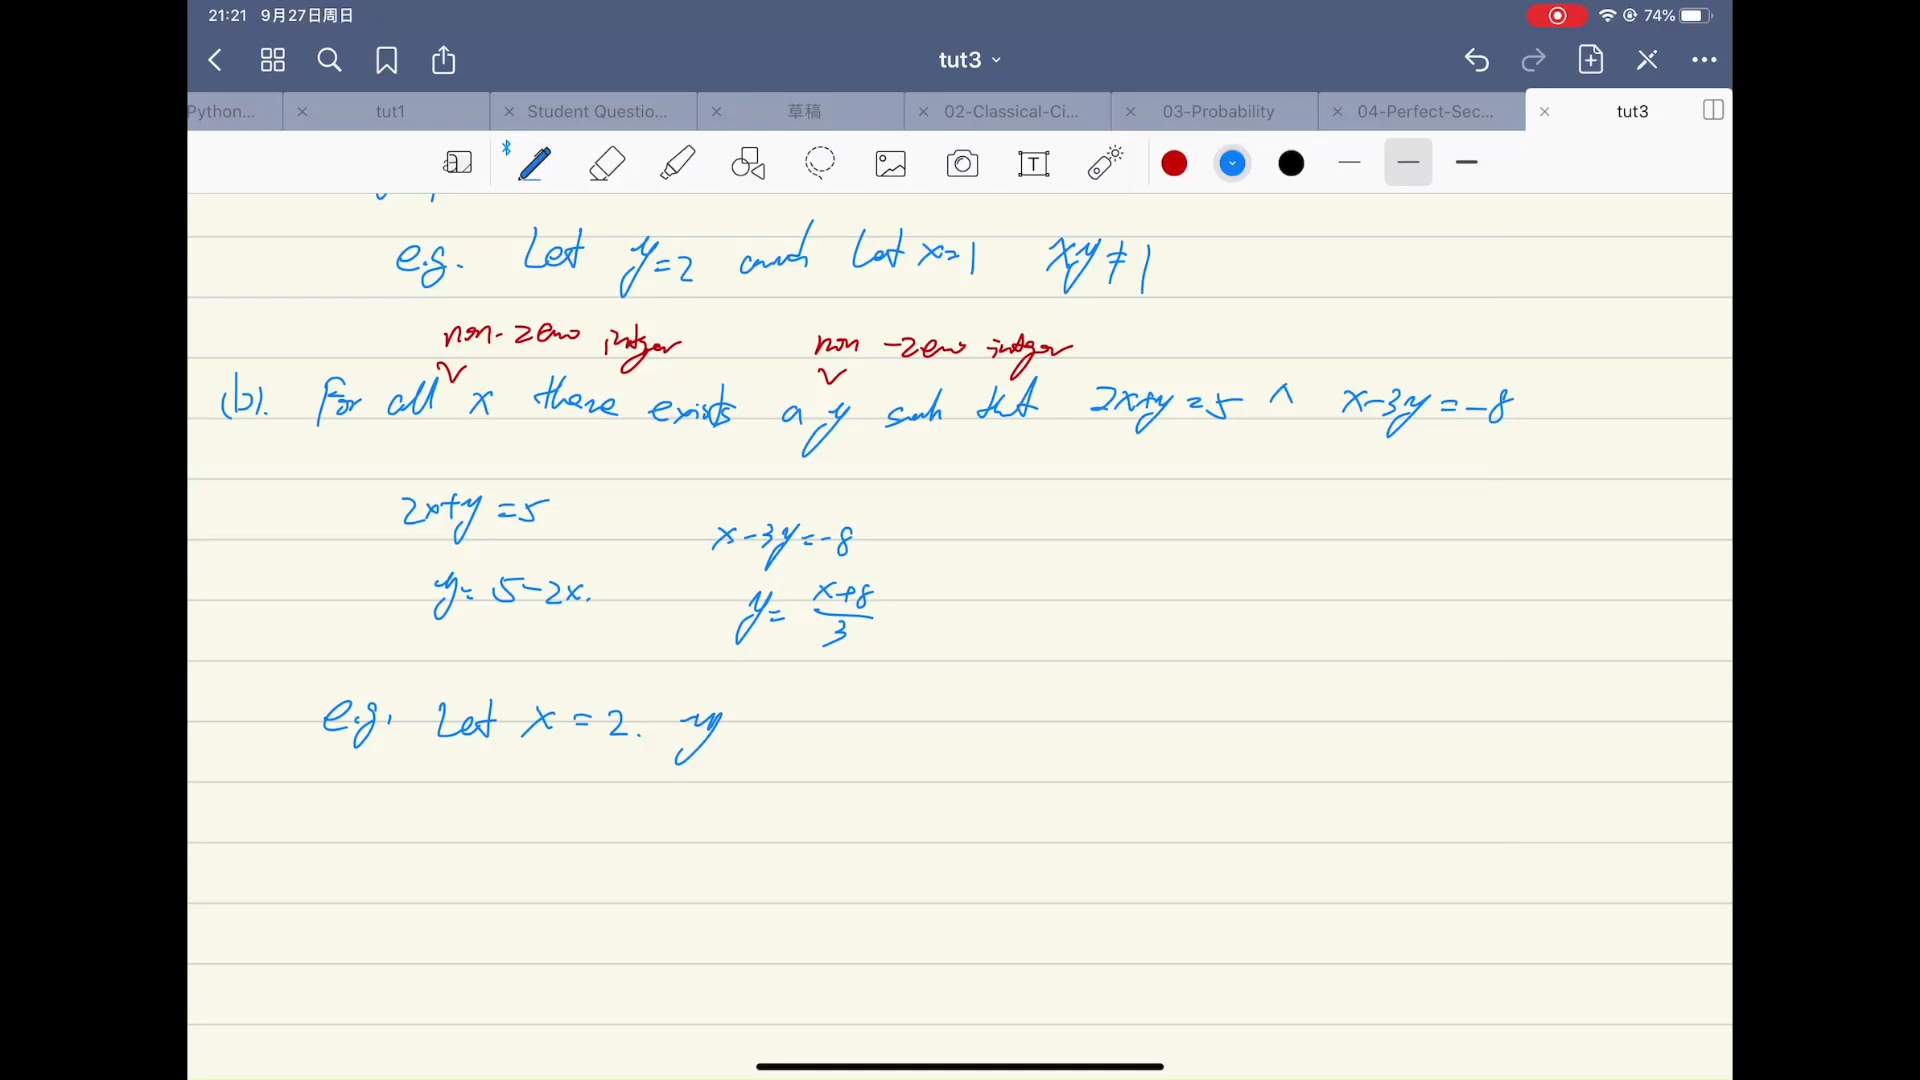 21:21 9月27日周日 74%
tut3
Python... tut1 Student Questio... 草稿 02-Classical-Ci... 03-Probability 04-Perfect-Sec... tut3
e.g. Let y=2 and Let x=1 xy≠1
non-zero integer non-zero integer
(b). For all x there exists a y such that 2x+y=5 ∧ x-3y=-8
2x+y=5
x-3y=-8
y= 5-2x.
y= x+8/3
e.g. Let x=2. y